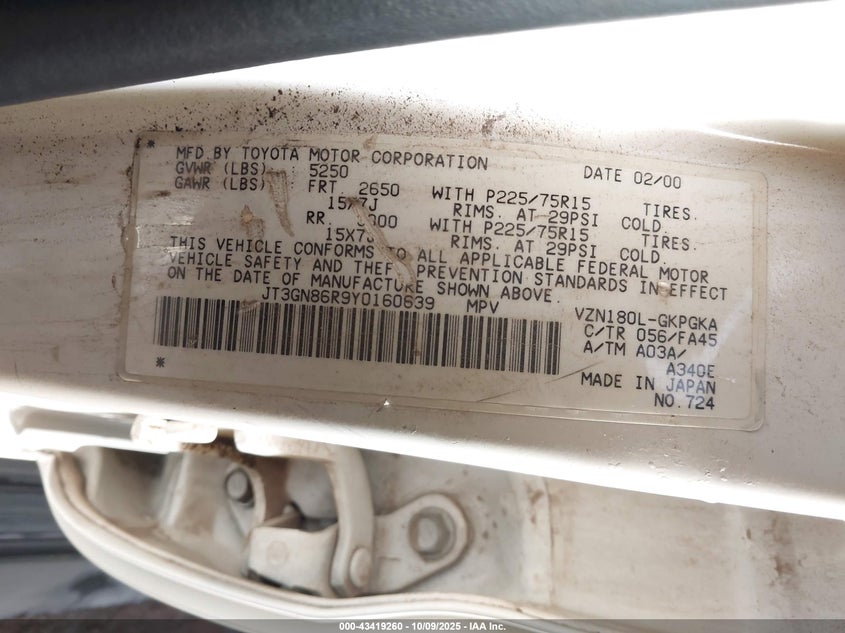 MFD.BY TOYOTA MOTOR CORPORATION DATE 02/00
GVWR (LBS) 5250
GAWR (LBS) FRT. 2650 WITH P225/75R15 TIRES.
15X7J RIMS. AT 29PSI COLD.
RR. 3000 WITH P225/75R15 TIRES.
15X7J RIMS. AT 29PSI COLD.
THIS VEHICLE CONFORMS TO ALL APPLICABLE FEDERAL MOTOR
VEHICLE SAFETY AND THEFT PREVENTION STANDARDS IN EFFECT
ON THE DATE OF MANUFACTURE SHOWN ABOVE.
JT3GN86R9Y0160639 MPV
VZN180L-GKPGKA
C/TR 056/FA45
A/TM A03A/
A340E
MADE IN JAPAN
NO.724
000-43419260 - 10/09/2025 - IAA Inc.